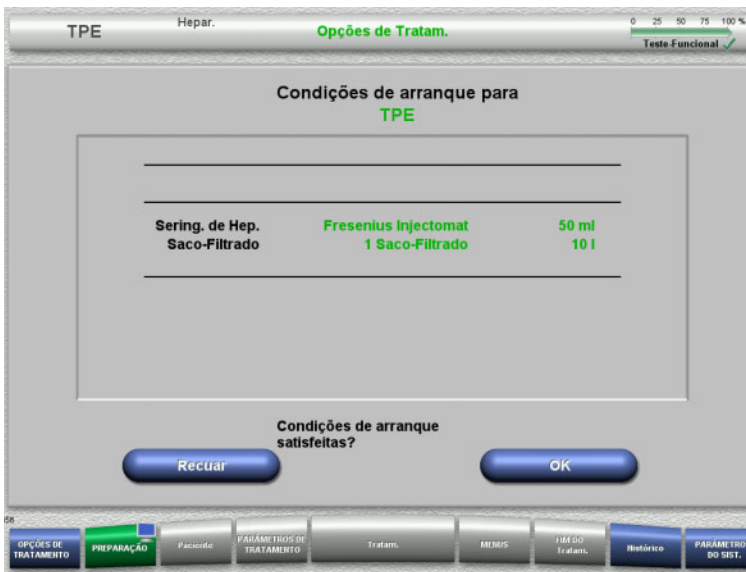 TPE
Hepar.
Opções de Tratam.
0 25 50 75 100 %
Teste-Funcional
Condições de arranque para
TPE
Sering. de Hep. Fresenius Injectomat 50 ml
Saco-Filtrado 1 Saco-Filtrado 10 l
Condições de arranque
satisfeitas?
Recuar
OK
OPÇÕES DE
TRATAMENTO
PREPARAÇÃO
Paciente
PARÂMETROS DE
TRATAMENTO
Tratam.
MENUS
FIM DO
Tratam.
Histórico
PARÂMETRO
DO SIST.